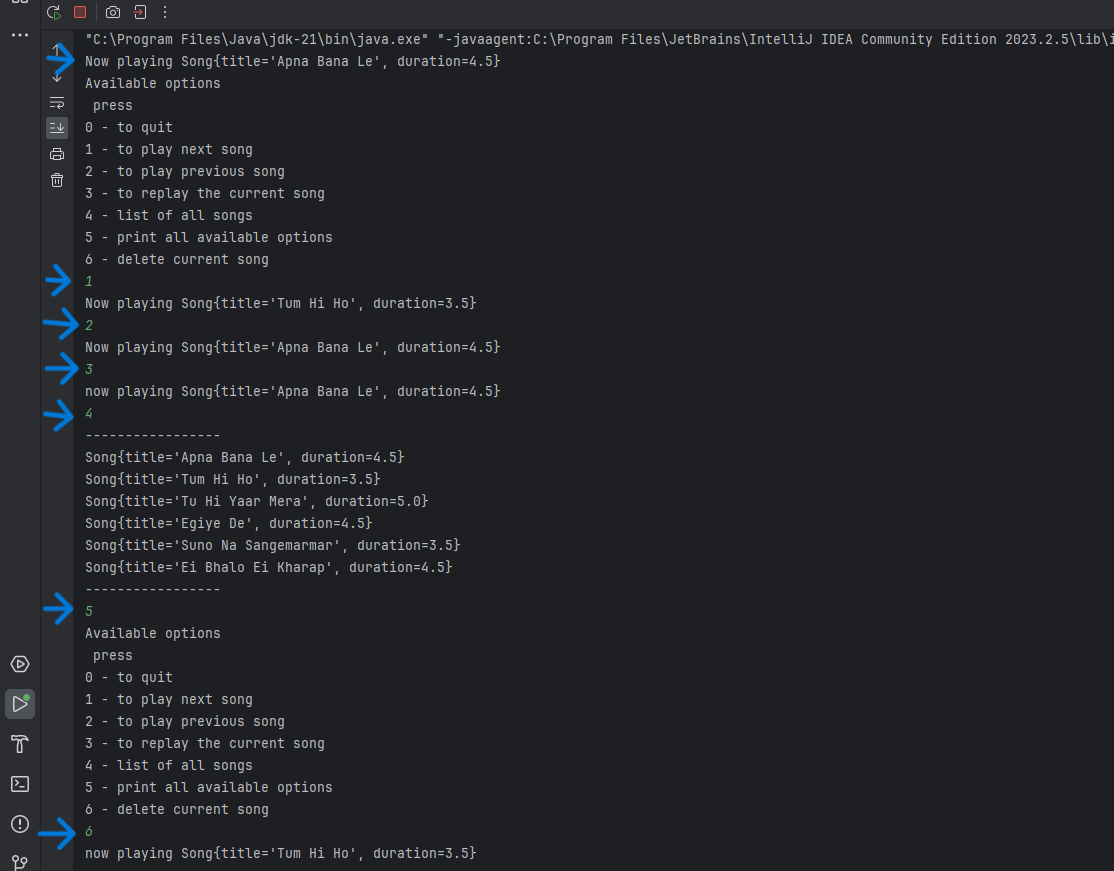 "C:\Program Files\Java\jdk-21\bin\java.exe" "-javaagent:C:\Program Files\JetBrains\IntelliJ IDEA Community Edition 2023.2.5\lib\i
Now playing Song{title='Apna Bana Le', duration=4.5}
Available options
 press
0 - to quit
1 - to play next song
2 - to play previous song
3 - to replay the current song
4 - list of all songs
5 - print all available options
6 - delete current song
1
Now playing Song{title='Tum Hi Ho', duration=3.5}
2
Now playing Song{title='Apna Bana Le', duration=4.5}
3
now playing Song{title='Apna Bana Le', duration=4.5}
4
-----------------
Song{title='Apna Bana Le', duration=4.5}
Song{title='Tum Hi Ho', duration=3.5}
Song{title='Tu Hi Yaar Mera', duration=5.0}
Song{title='Egiye De', duration=4.5}
Song{title='Suno Na Sangemarmar', duration=3.5}
Song{title='Ei Bhalo Ei Kharap', duration=4.5}
-----------------
5
Available options
 press
0 - to quit
1 - to play next song
2 - to play previous song
3 - to replay the current song
4 - list of all songs
5 - print all available options
6 - delete current song
6
now playing Song{title='Tum Hi Ho', duration=3.5}